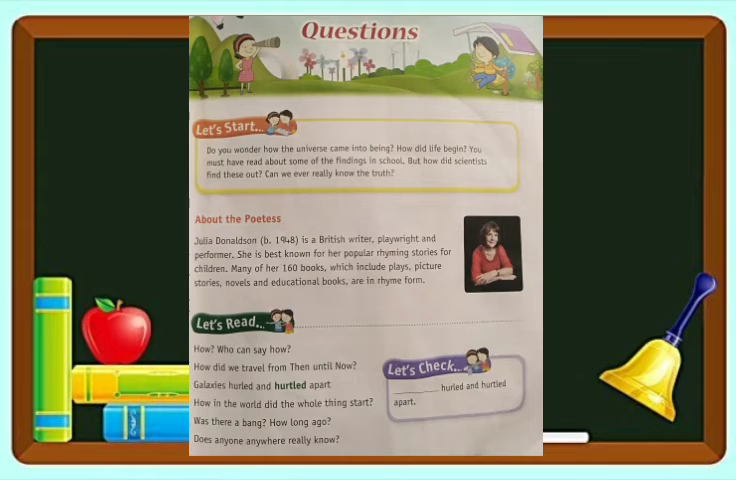 Questions
Let's Start...
Do you wonder how the universe came into being? How did life begin? You
must have read about some of the findings in school. But how did scientists
find these out? Can we ever really know the truth?
About the Poetess
Julia Donaldson (b. 1948) is a British writer, playwright and
performer. She is best known for her popular rhyming stories for
children. Many of her 160 books, which include plays, picture
stories, novels and educational books, are in rhyme form.
Let's Read...
How? Who can say how?
How did we travel from Then until Now?
Galaxies hurled and hurtled apart
How in the world did the whole thing start?
Was there a bang? How long ago?
Does anyone anywhere really know?
Let's Check...
________ hurled and hurtled
apart.